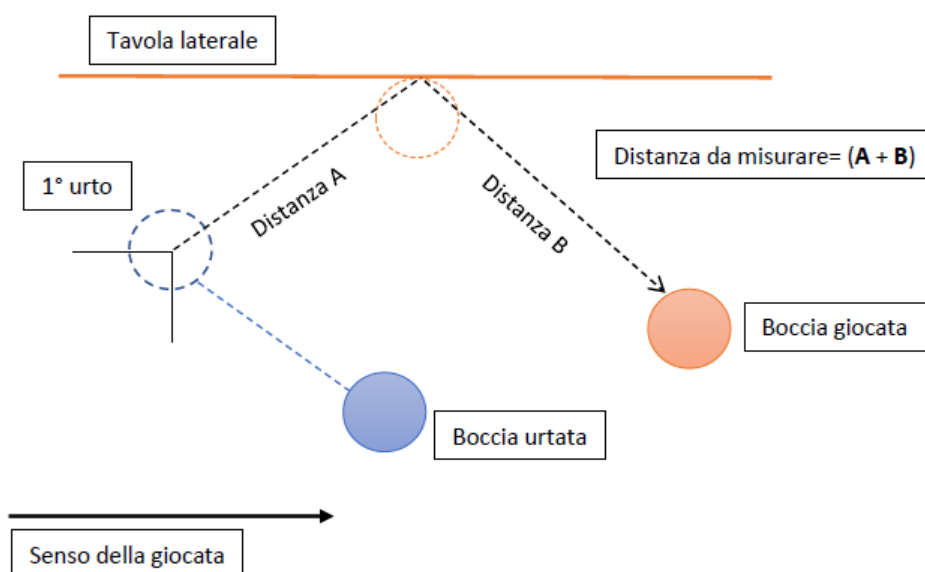 Tavola laterale
1° urto
Distanza A
Distanza B
Distanza da misurare= (A + B)
Boccia giocata
Boccia urtata
Senso della giocata